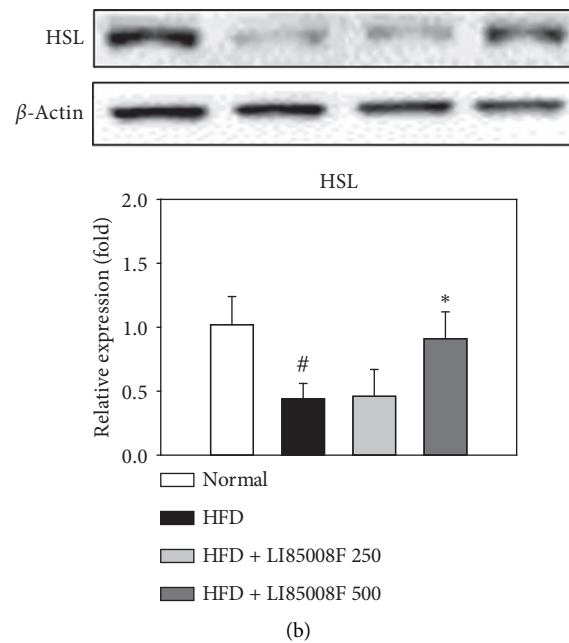 HSL
β-Actin
HSL
Relative expression (fold)
2.0
1.5
1.0
0.5
0.0
#
*
Normal
HFD
HFD + LI85008F 250
HFD + LI85008F 500
(b)